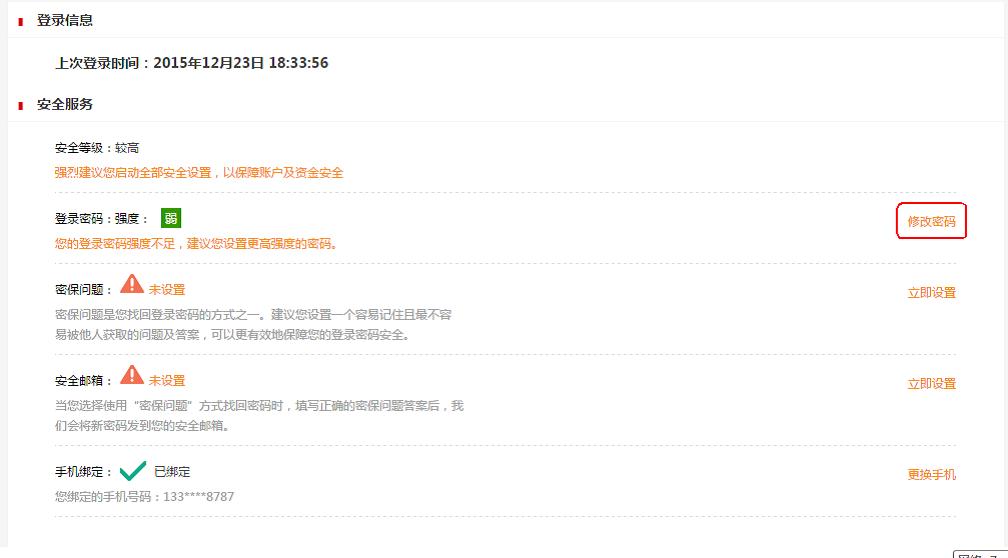 登录信息
上次登录时间：2015年12月23日 18:33:56
安全服务
安全等级：较高
强烈建议您启动全部安全设置，以保障账户及资金安全
登录密码：强度： 弱
修改密码
您的登录密码强度不足，建议您设置更高强度的密码。
密保问题： 未设置
立即设置
密保问题是您找回登录密码的方式之一。建议您设置一个容易记住且最不容
易被他人获取的问题及答案，可以更有效地保障您的登录密码安全。
安全邮箱： 未设置
立即设置
当您选择使用“密保问题”方式找回密码时，填写正确的密保问题答案后，我
们会将新密码发到您的安全邮箱。
手机绑定： 已绑定
更换手机
您绑定的手机号码：133****8787